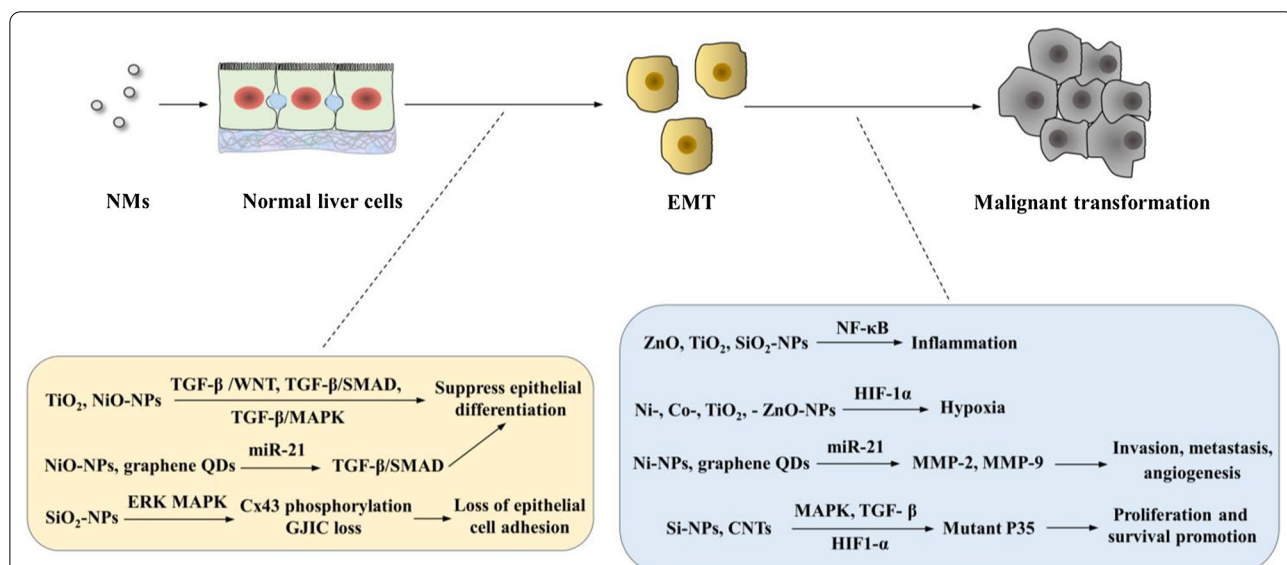 NMs
Normal liver cells
EMT
Malignant transformation
TiO₂, NiO-NPs
TGF-β /WNT, TGF-β/SMAD,
TGF-β/MAPK
Suppress epithelial
differentiation
NiO-NPs, graphene QDs
miR-21
TGF-β/SMAD
SiO₂-NPs
ERK MAPK
Cx43 phosphorylation
GJIC loss
Loss of epithelial
cell adhesion
ZnO, TiO₂, SiO₂-NPs
NF-κB
Inflammation
Ni-, Co-, TiO₂, - ZnO-NPs
HIF-1α
Hypoxia
Ni-NPs, graphene QDs
miR-21
MMP-2, MMP-9
Invasion, metastasis,
angiogenesis
Si-NPs, CNTs
MAPK, TGF- β
HIF1-α
Mutant P35
Proliferation and
survival promotion